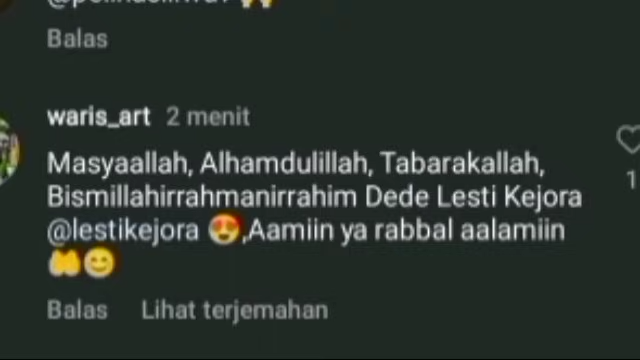 Balas
waris_art 2 menit
Masyaallah, Alhamdulillah, Tabarakallah,
Bismillahirrahmanirrahim Dede Lesti Kejora
@lestikejora 😍,Aamiin ya rabbal aalamiin
🤲😊
1
Balas Lihat terjemahan